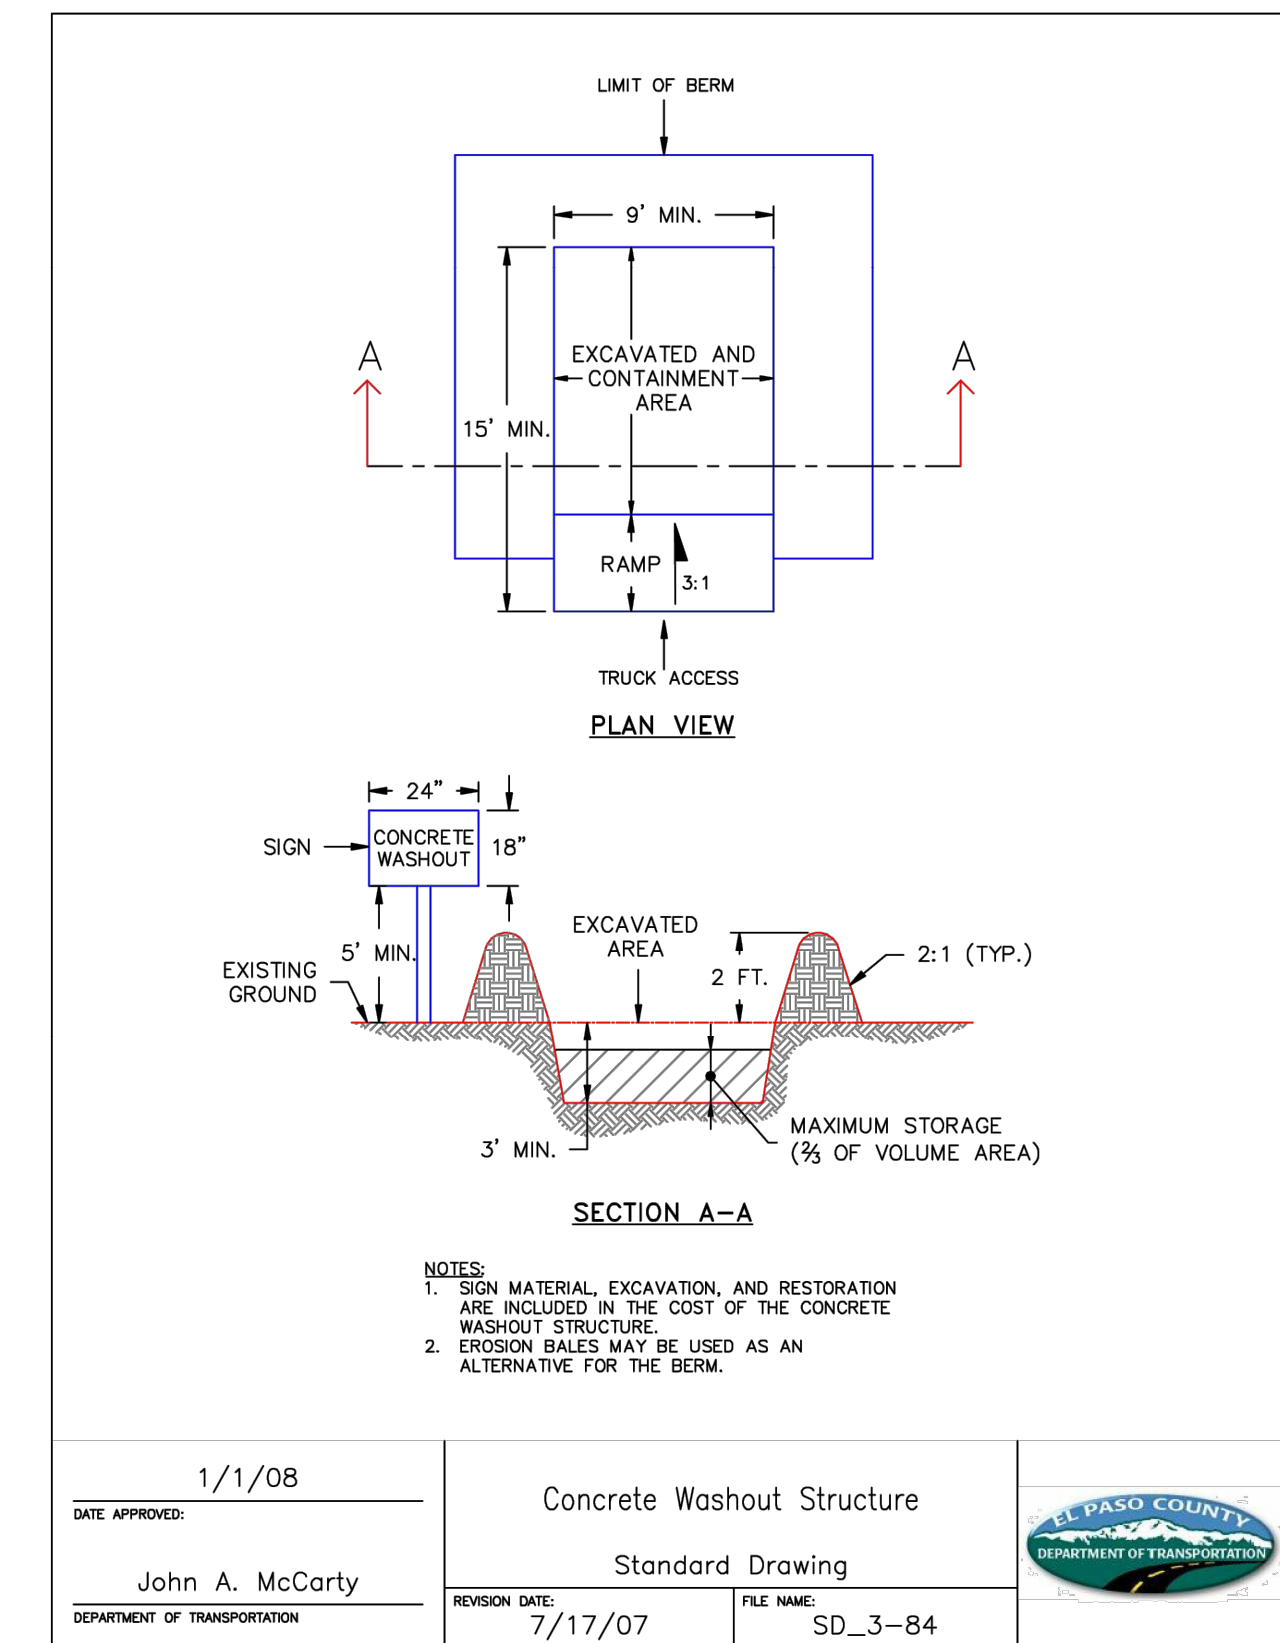 LIMIT OF BERM
9' MIN.
EXCAVATED AND
CONTAINMENT
AREA
A
A
15' MIN.
RAMP
3:1
TRUCK ACCESS
PLAN VIEW
24"
SIGN
CONCRETE
WASHOUT
18"
5' MIN.
EXISTING
GROUND
EXCAVATED
AREA
2 FT.
2:1 (TYP.)
3' MIN.
MAXIMUM STORAGE
(⅔ OF VOLUME AREA)
SECTION A-A
NOTES:
1. SIGN MATERIAL, EXCAVATION, AND RESTORATION
ARE INCLUDED IN THE COST OF THE CONCRETE
WASHOUT STRUCTURE.
2. EROSION BALES MAY BE USED AS AN
ALTERNATIVE FOR THE BERM.
1/1/08
DATE APPROVED:
John A. McCarty
DEPARTMENT OF TRANSPORTATION
Concrete Washout Structure
Standard Drawing
REVISION DATE:
7/17/07
FILE NAME:
SD_3-84
EL PASO COUNTY
DEPARTMENT OF TRANSPORTATION